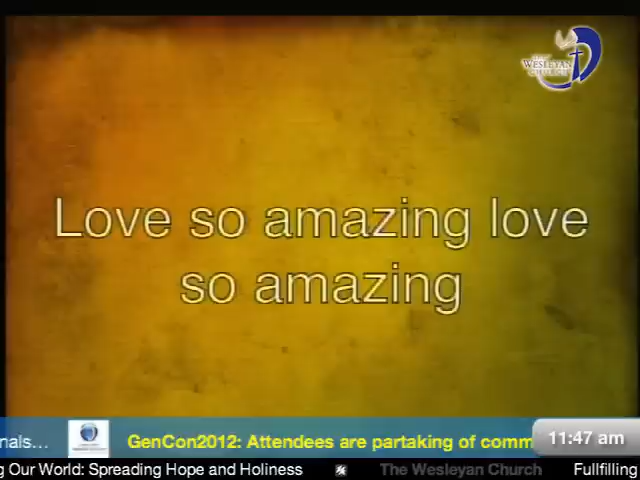 THE
WESLEYAN
CHURCH
Love so amazing love
so amazing
nals... GenCon2012: Attendees are partaking of comm 11:47 am
g Our World: Spreading Hope and Holiness The Wesleyan Church Fullfilling